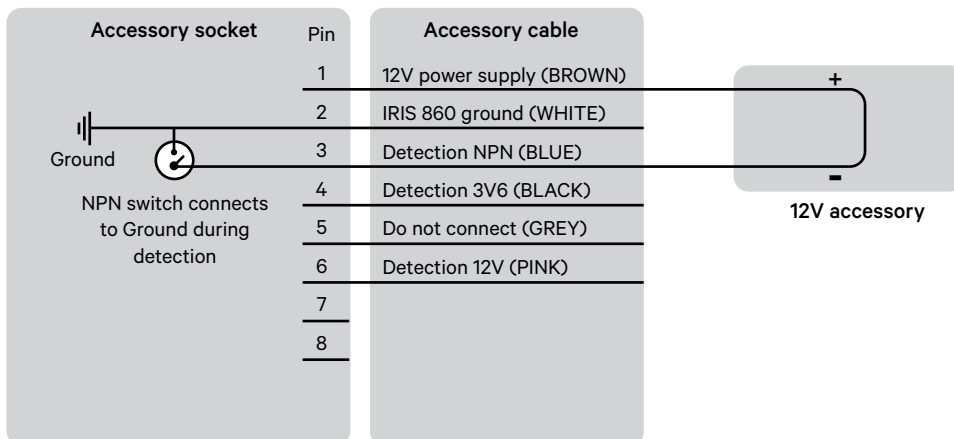 Accessory socket
Pin
Accessory cable
1
12V power supply (BROWN)
+
2
IRIS 860 ground (WHITE)
Ground
3
Detection NPN (BLUE)
-
4
Detection 3V6 (BLACK)
12V accessory
NPN switch connects
to Ground during
detection
5
Do not connect (GREY)
6
Detection 12V (PINK)
7
8